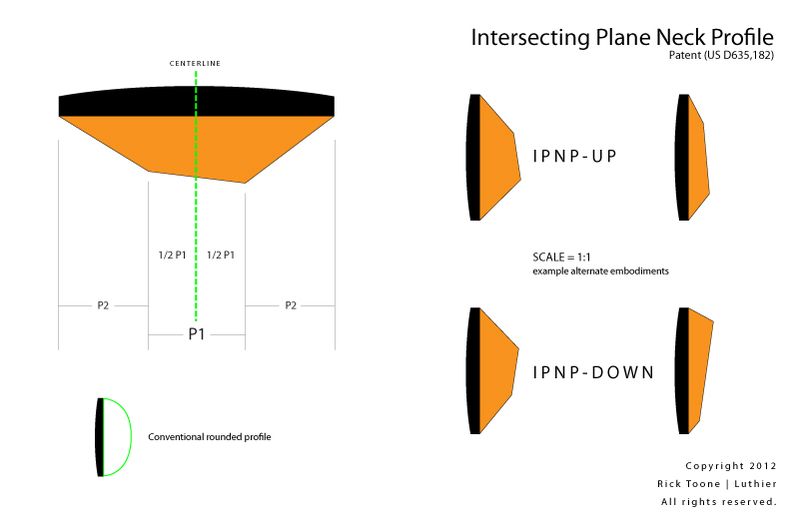 Intersecting Plane Neck Profile
Patent (US D635,182)
CENTERLINE
IPNP-UP
1/2 P1 1/2 P1
SCALE = 1:1
example alternate embodiments
P2 P2
P1
IPNP-DOWN
Conventional rounded profile
Copyright 2012
Rick Toone | Luthier
All rights reserved.